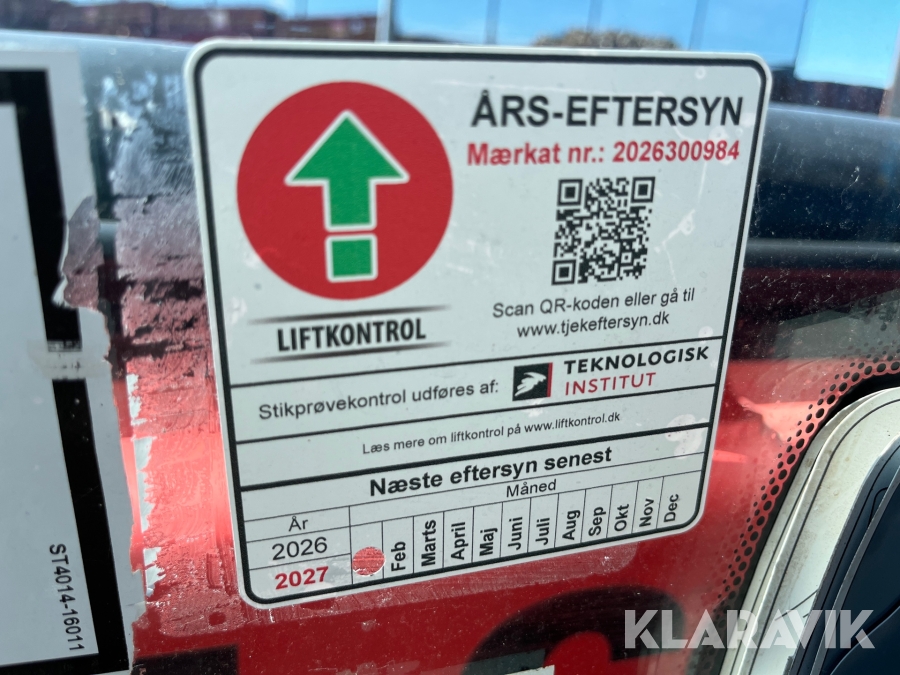 ÅRS-EFTERSYN
Mærkat nr.: 2026300984
Scan QR-koden eller gå til
www.tjekeftersyn.dk
LIFTKONTROL
Stikprøvekontrol udføres af:
TEKNOLOGISK
INSTITUT
Læs mere om liftkontrol på www.liftkontrol.dk
Næste eftersyn senest
År
Måned
2026
2027
Feb
Marts
April
Maj
Juni
Juli
Aug
Sep
Okt
Nov
Dec
ST4014-16011
KLARAVIK